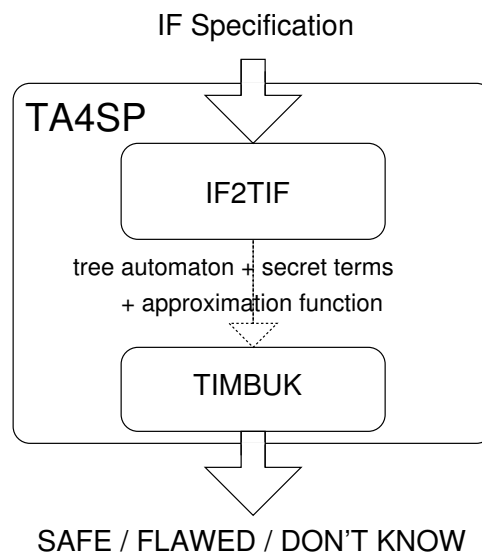 IF Specification
TA4SP
IF2TIF
tree automaton + secret terms
+ approximation function
TIMBUK
SAFE / FLAWED / DON'T KNOW